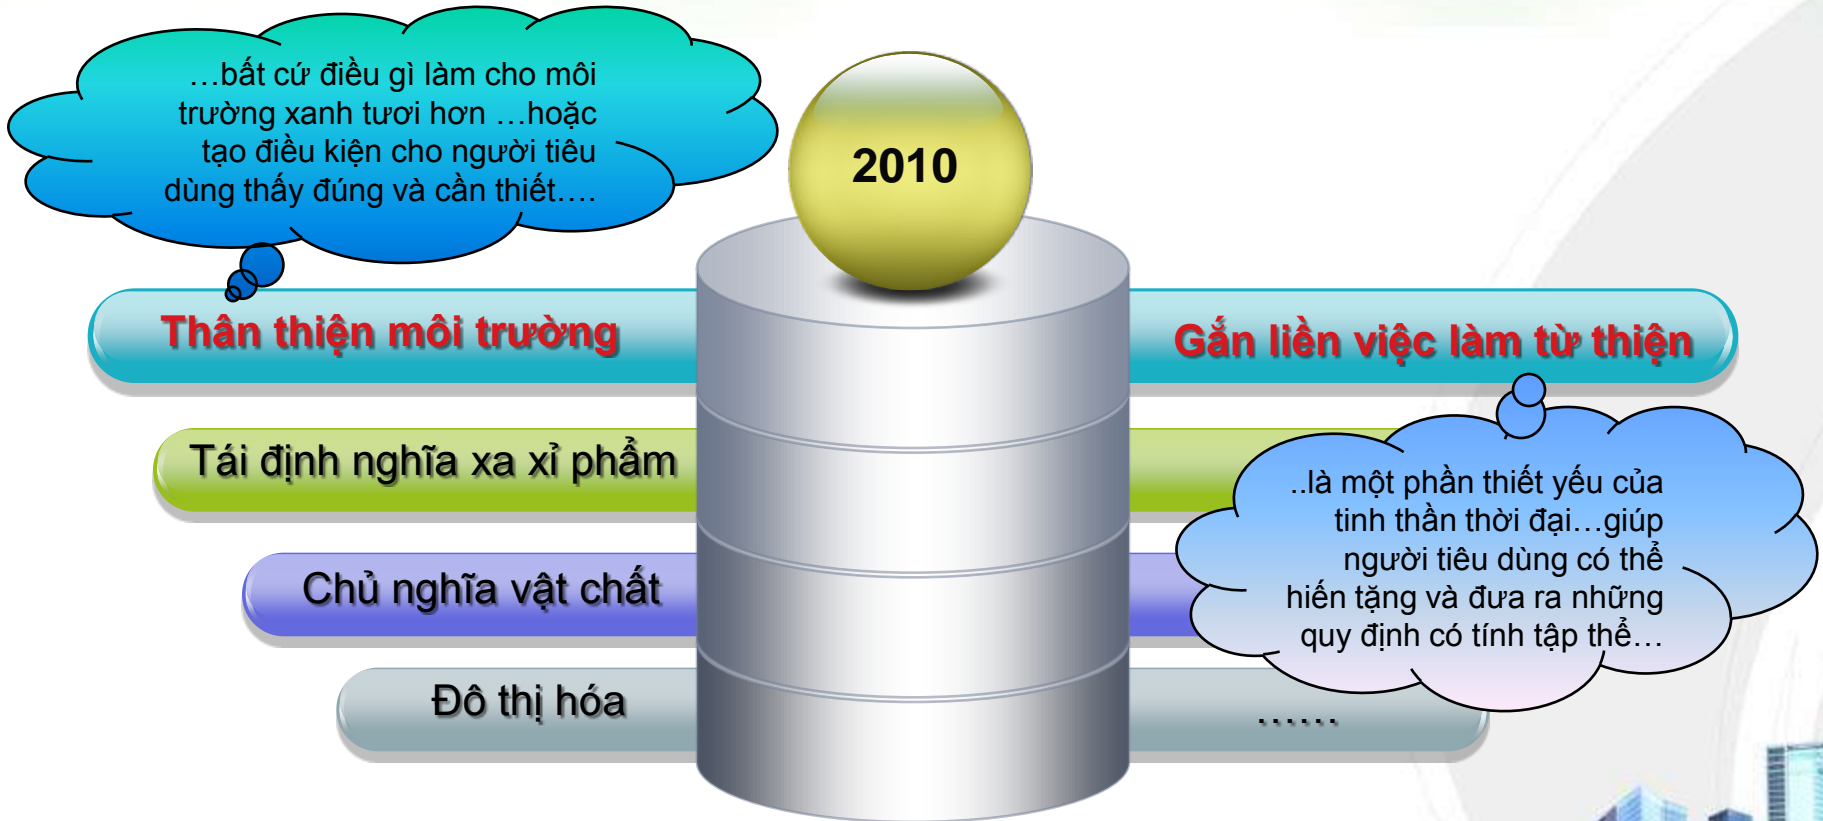 …bất cứ điều gì làm cho môi
trường xanh tươi hơn …hoặc
tạo điều kiện cho người tiêu
dùng thấy đúng và cần thiết….
2010
Thân thiện môi trường
Gắn liền việc làm từ thiện
Tái định nghĩa xa xỉ phẩm
..là một phần thiết yếu của
tinh thần thời đại…giúp
người tiêu dùng có thể
hiến tặng và đưa ra những
quy định có tính tập thể…
Chủ nghĩa vật chất
Đô thị hóa
……